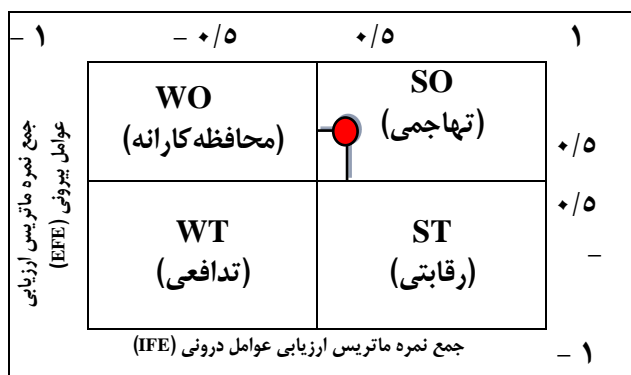 – ۱ – ۰/۵ ۰/۵ ۱
WO
(محافظه‌کارانه)
SO
(تهاجمی)
۰/۵
۰/۵
–
WT
(تدافعی)
ST
(رقابتی)
– ۱
جمع نمره ماتریس ارزیابی
عوامل بیرونی (EFE)
جمع نمره ماتریس ارزیابی عوامل درونی (IFE)